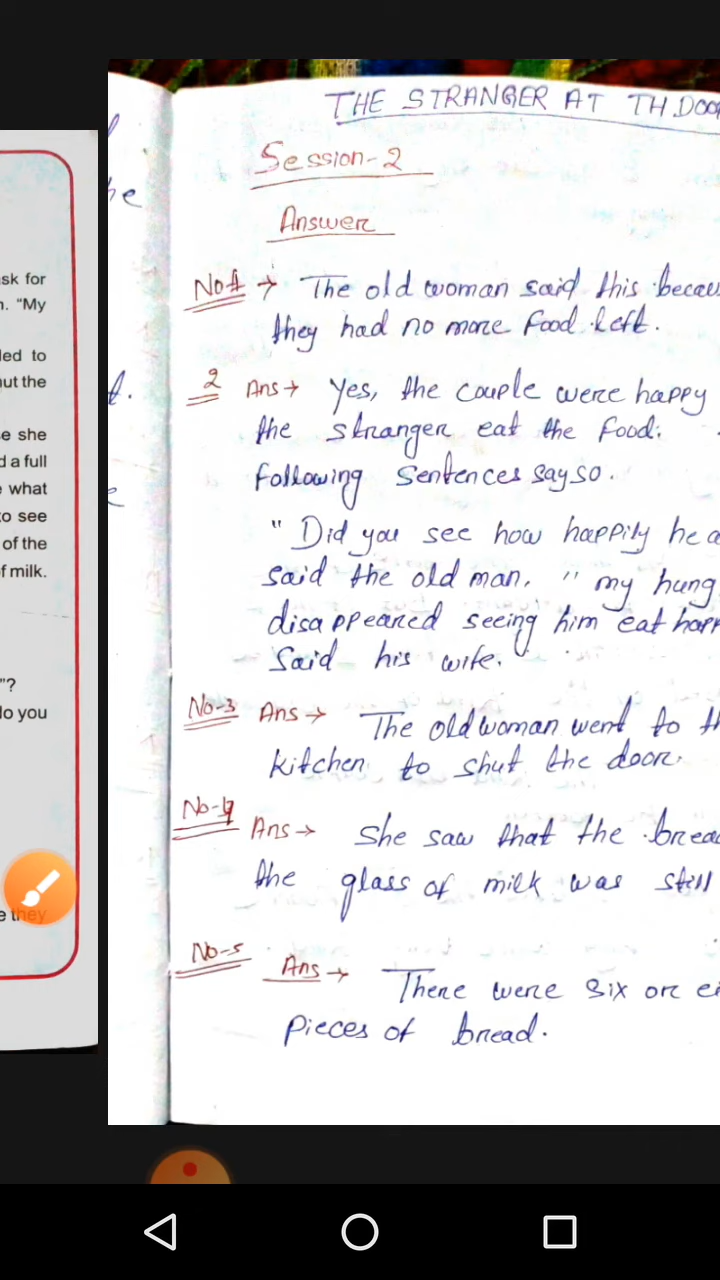 sk for
n. "My
led to
out the
e she
d a full
what
to see
of the
f milk.
"?
do you
e they
he
t.
THE STRANGER AT TH.DOOR
Session-2
Answer
No1 → The old woman said this becau
they had no more food left.
2 Ans → Yes, the couple were happy
the stranger eat the food.
following sentences say so.
"Did you see how happily he
said the old man. "my hung
disappeared seeing him eat happ
Said his wife."
No-3 Ans → The old woman went to th
kitchen to shut the door.
No-4 Ans → She saw that the bread
the glass of milk was still
No-5 Ans → There were six or ei
pieces of bread.